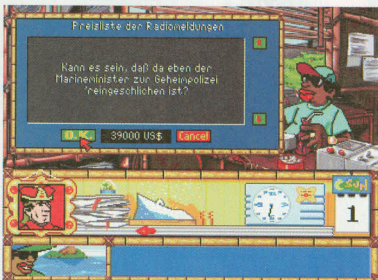 Preisliste der Radiomeldungen
Kann es sein, daß da eben der
Marineminister zur Geheimpolizei
'reingeschlichen ist?
O.K. 39000 US$ Cancel
1